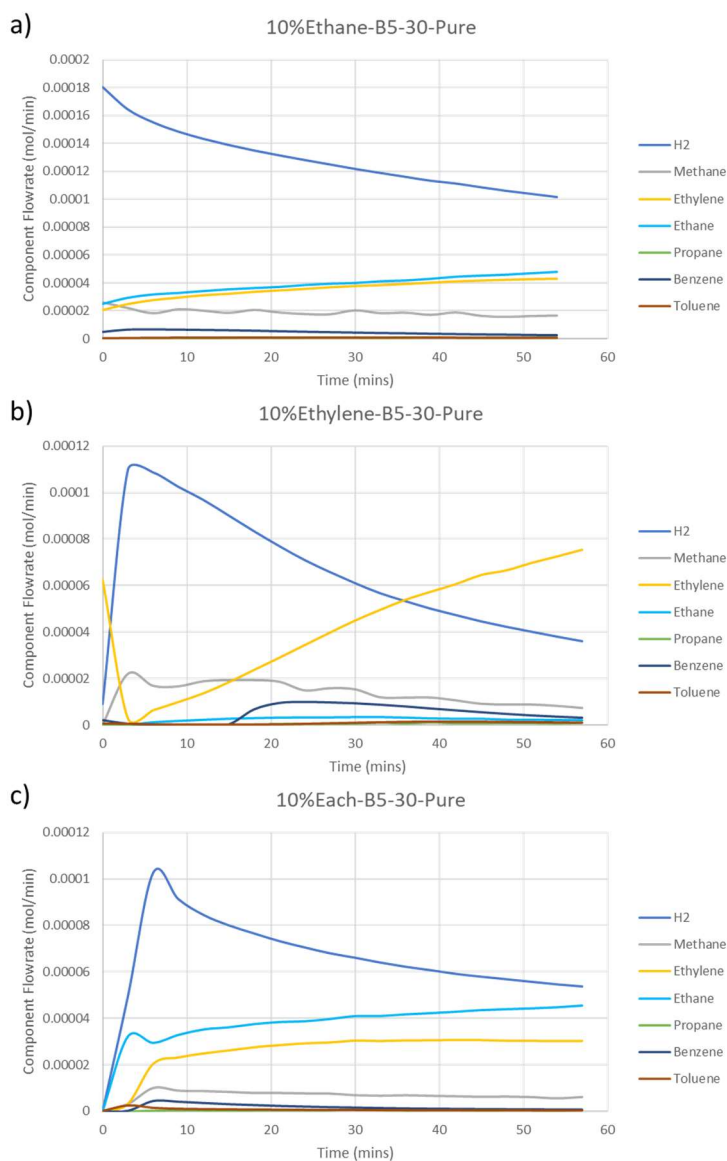 a)
10%Ethane-B5-30-Pure
Component Flowrate (mol/min)
0.0002
0.00018
0.00016
0.00014
0.00012
0.0001
0.00008
0.00006
0.00004
0.00002
0
0 10 20 30 40 50 60
Time (mins)
H2
Methane
Ethylene
Ethane
Propane
Benzene
Toluene
b)
10%Ethylene-B5-30-Pure
Component Flowrate (mol/min)
0.00012
0.0001
0.00008
0.00006
0.00004
0.00002
0
0 10 20 30 40 50 60
Time (mins)
H2
Methane
Ethylene
Ethane
Propane
Benzene
Toluene
c)
10%Each-B5-30-Pure
Component Flowrate (mol/min)
0.00012
0.0001
0.00008
0.00006
0.00004
0.00002
0
0 10 20 30 40 50 60
Time (mins)
H2
Methane
Ethylene
Ethane
Propane
Benzene
Toluene